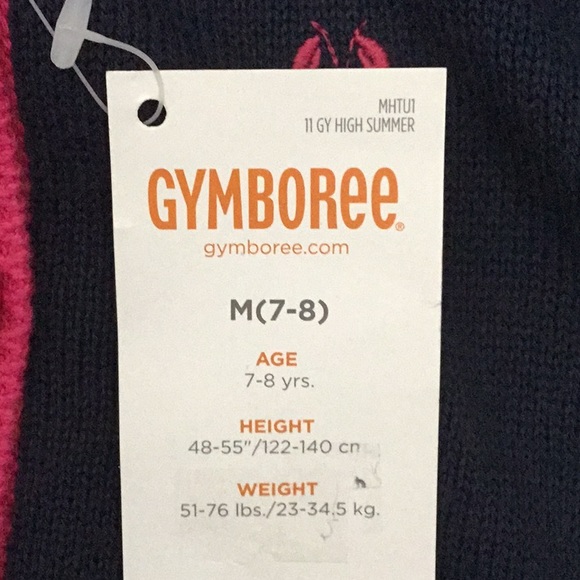 MHTU1
11 GY HIGH SUMMER
GYMBOREE®
gymboree.com
M(7-8)
AGE
7-8 yrs.
HEIGHT
48-55"/122-140 cm
WEIGHT
51-76 lbs./23-34.5 kg.